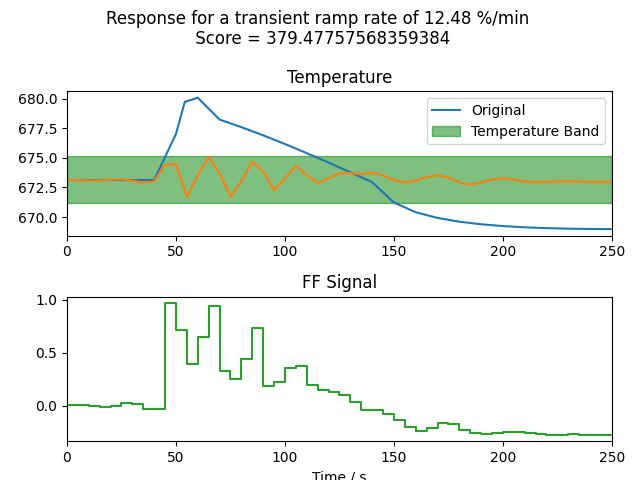 Response for a transient ramp rate of 12.48 %/min
Score = 379.47757568359384
Temperature
680.0
677.5
675.0
672.5
670.0
Original
Temperature Band
0 50 100 150 200 250
FF Signal
1.0
0.5
0.0
0 50 100 150 200 250
Time / s